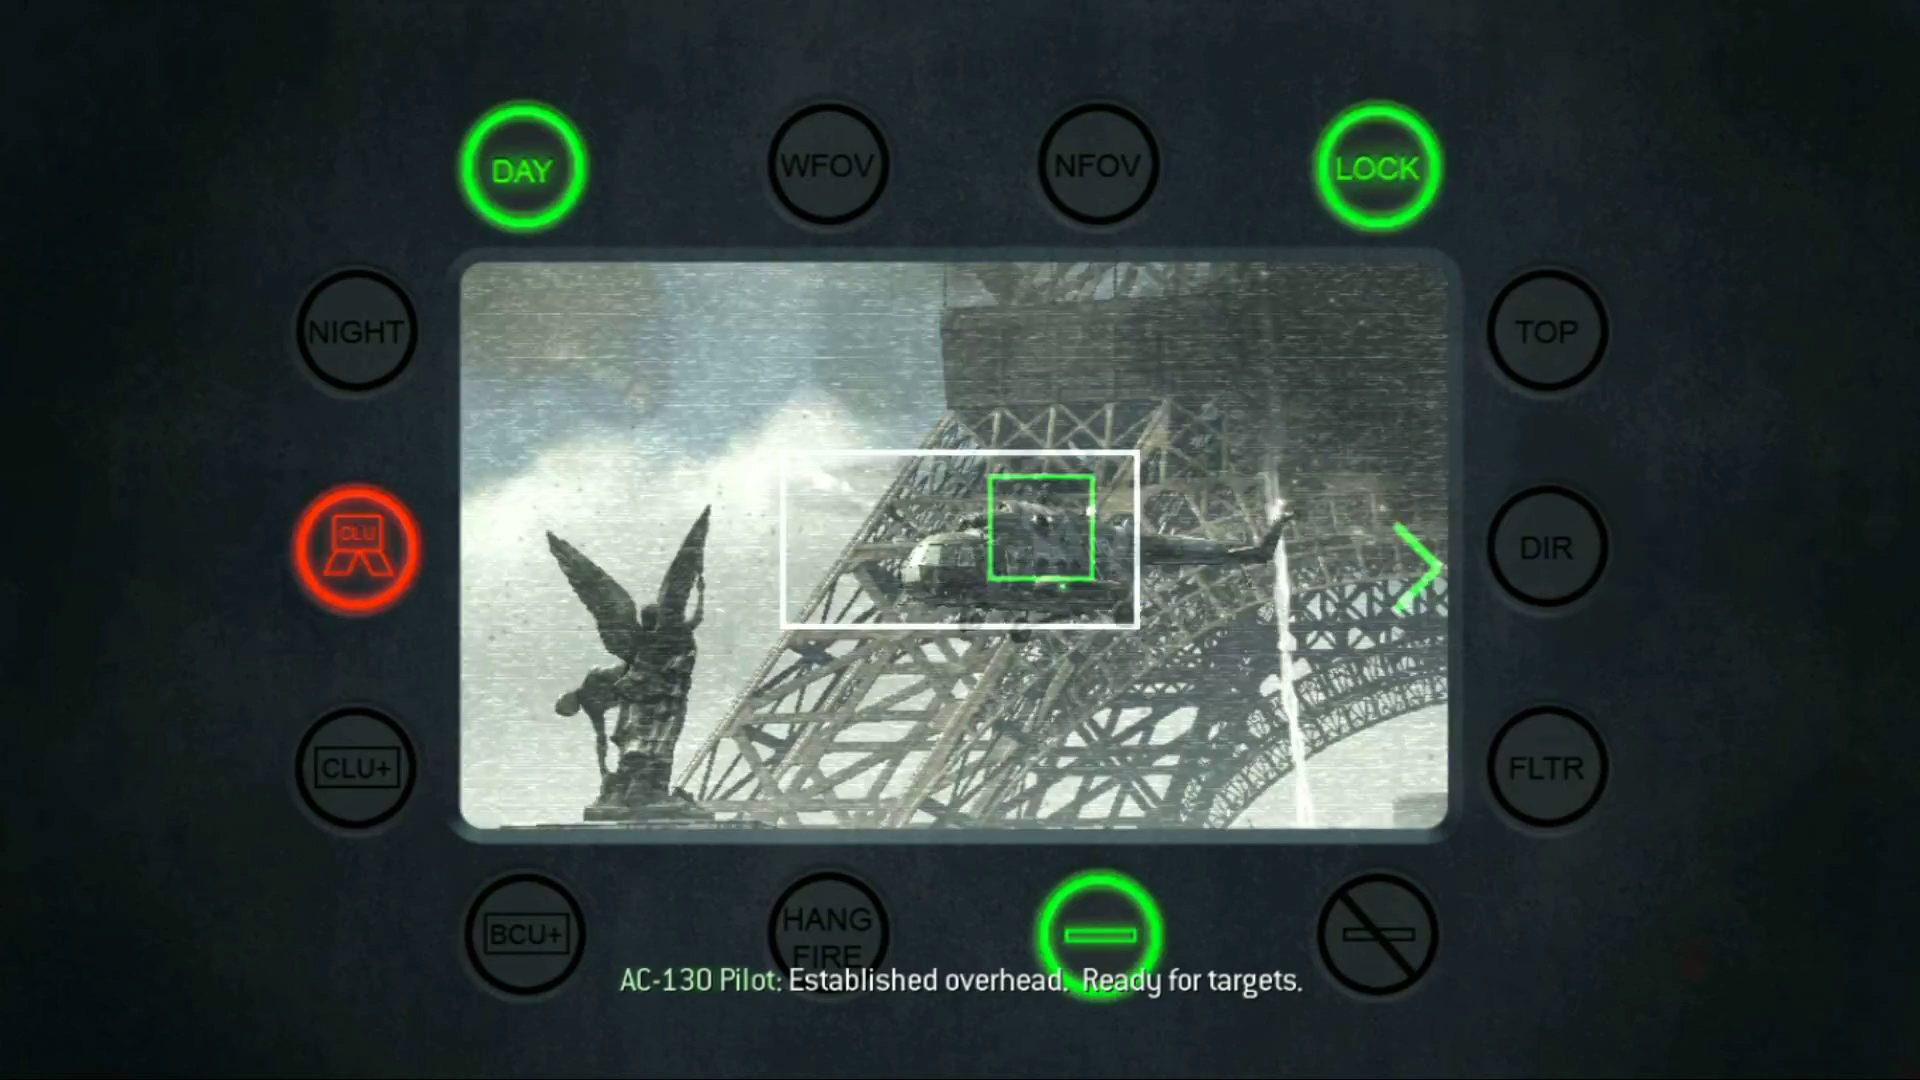 DAY
WFOV
NFOV
LOCK
NIGHT
TOP
CLU
DIR
CLU+
FLTR
BCU+
HANG
FIRE
AC-130 Pilot: Established overhead. Ready for targets.